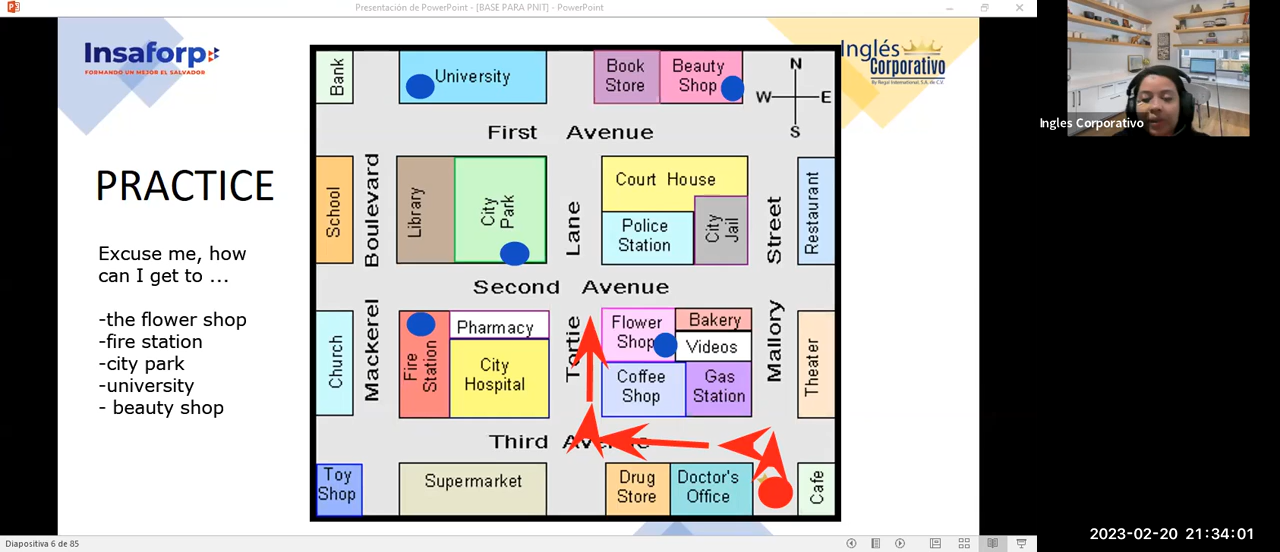 Presentación de PowerPoint - [BASE PARA PNIT] - PowerPoint
Insaforp
FORMANDO UN MEJOR EL SALVADOR
Inglés
Corporativo
By Regal International, S.A. de C.V.
PRACTICE
Excuse me, how
can I get to ...
-the flower shop
-fire station
-city park
-university
- beauty shop
Bank
University
Book
Store
Beauty
Shop
N
W
E
S
First Avenue
School
Boulevard
Library
City
Park
Lane
Court House
Police
Station
City
Jail
Street
Restaurant
Second Avenue
Church
Mackerel
Fire
Station
Pharmacy
City
Hospital
Tortie
Flower
Shop
Bakery
Videos
Coffee
Shop
Gas
Station
Mallory
Theater
Third Avenue
Toy
Shop
Supermarket
Drug
Store
Doctor's
Office
Cafe
Ingles Corporativo
Diapositiva 6 de 85
2023-02-20 21:34:01